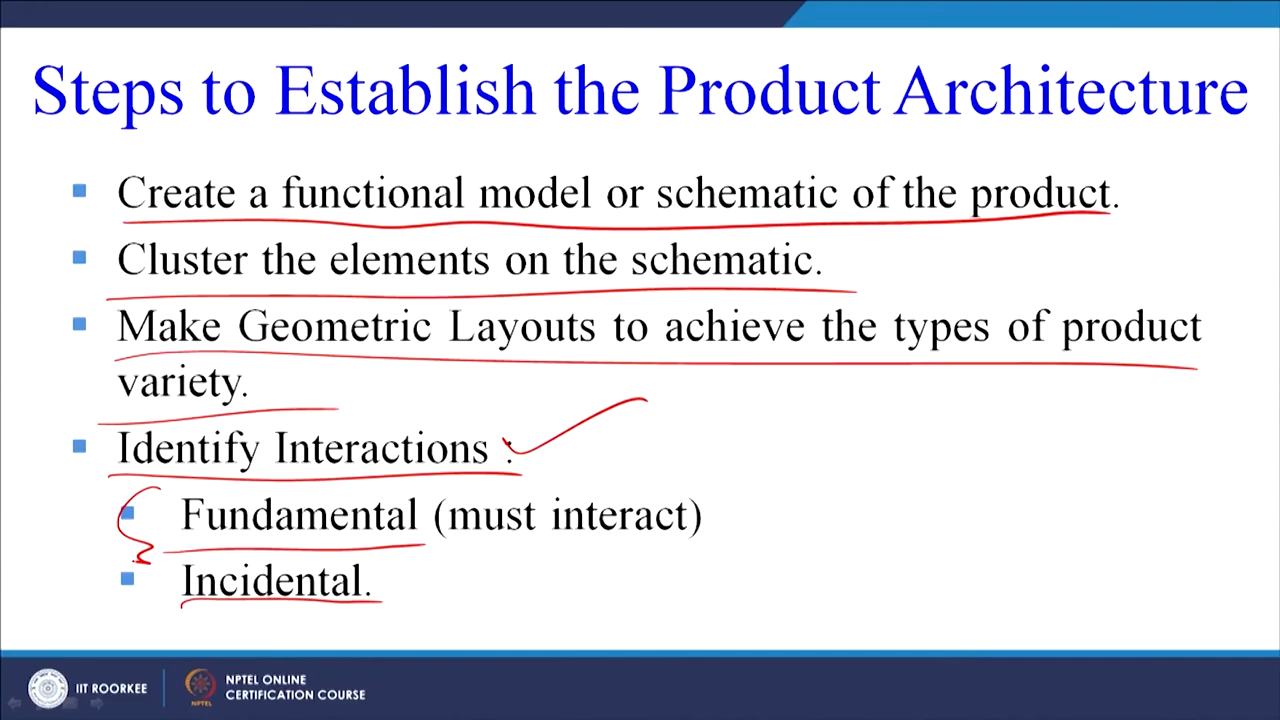 Steps to Establish the Product Architecture
Create a functional model or schematic of the product.
Cluster the elements on the schematic.
Make Geometric Layouts to achieve the types of product
variety.
Identify Interactions :
Fundamental (must interact)
Incidental.
IIT ROORKEE
NPTEL ONLINE
CERTIFICATION COURSE
NPTEL